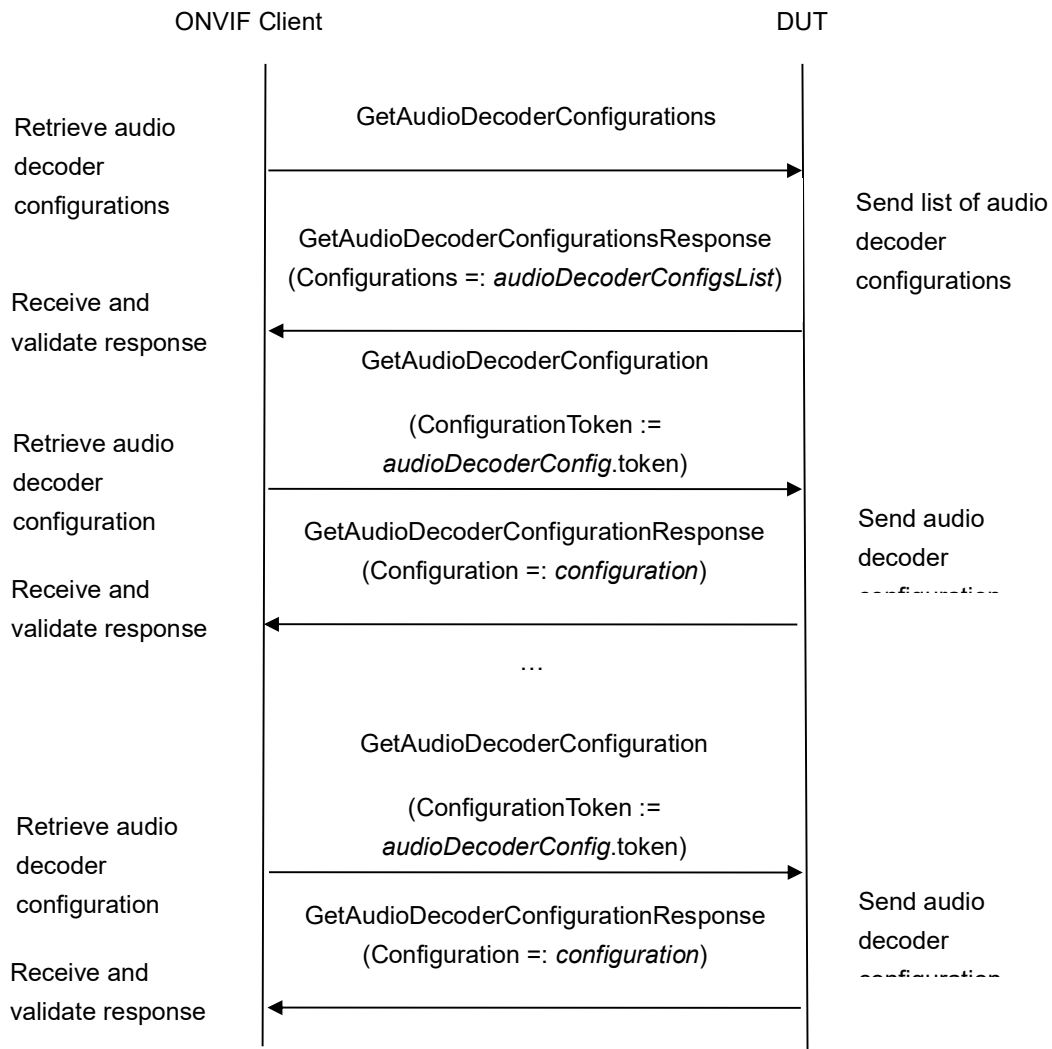 ONVIF Client
DUT
Retrieve audio
decoder
configurations
GetAudioDecoderConfigurations
Send list of audio
decoder
configurations
GetAudioDecoderConfigurationsResponse
(Configurations =: audioDecoderConfigsList)
Receive and
validate response
GetAudioDecoderConfiguration
(ConfigurationToken :=
audioDecoderConfig.token)
Retrieve audio
decoder
configuration
GetAudioDecoderConfigurationResponse
(Configuration =: configuration)
Send audio
decoder
configuration
Receive and
validate response
…
GetAudioDecoderConfiguration
(ConfigurationToken :=
audioDecoderConfig.token)
Retrieve audio
decoder
configuration
GetAudioDecoderConfigurationResponse
(Configuration =: configuration)
Send audio
decoder
configuration
Receive and
validate response